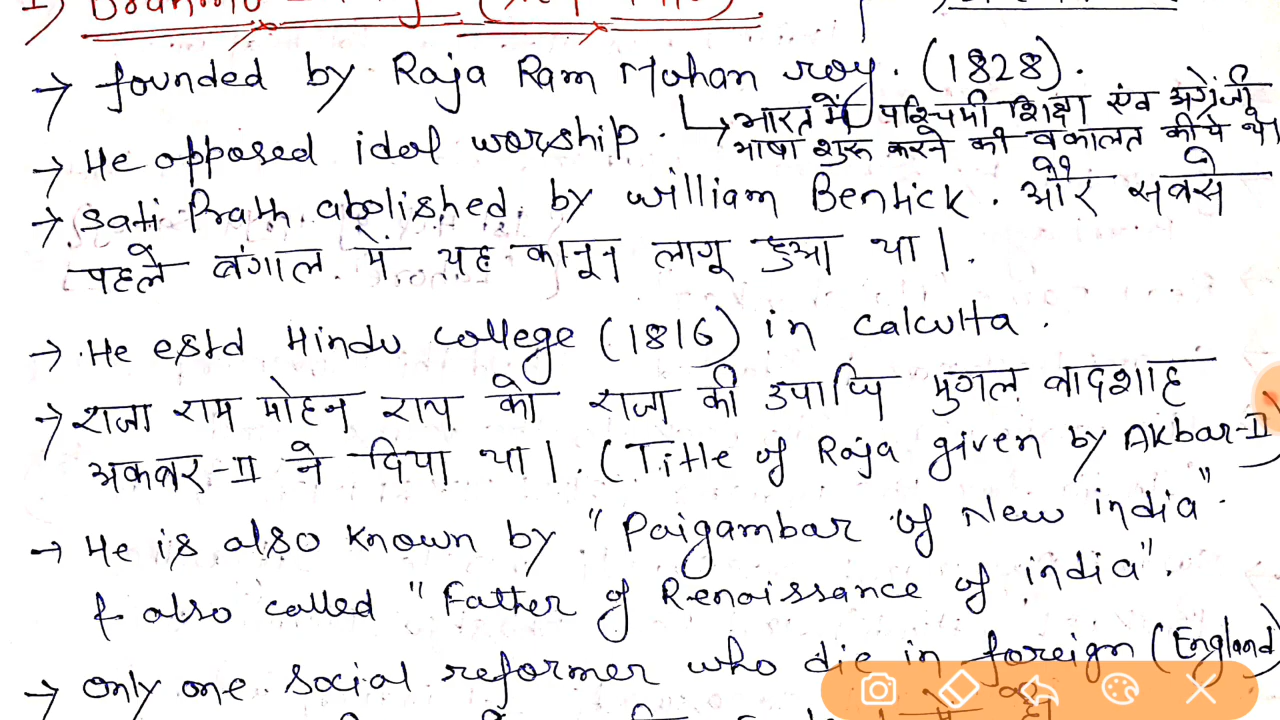 → founded by Raja Ram Mohan roy. (1828).
↳ भारत में पश्चिमी शिक्षा एंव अंग्रेजी
भाषा शुरू करने की वकालत कीये थे।
→ He opposed idol worship.
→ Sati Prath abolished by William Bentick. और सबसे
पहले बंगाल में यह कानून लागू हुआ था।
→ He estd Hindu College (1816) in Calcutta.
→ राजा राम मोहन राय को राजा की उपाधि मुगल बादशाह
अकबर-II ने दिया था। (Title of Raja given by Akbar-II)
→ He is also known by "Paigambar of New india".
& also called "Father of Renaissance of india".
→ Only one social reformer who die in foreign (England)